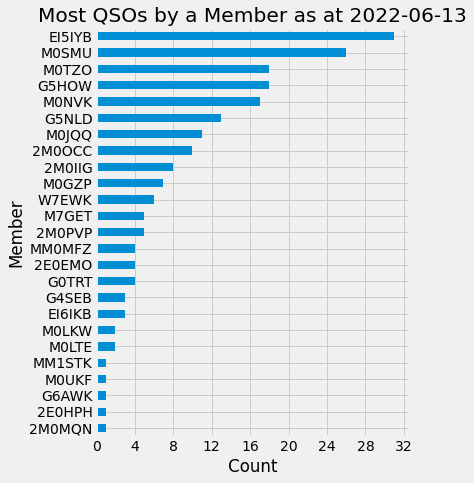 Most QSOs by a Member as at 2022-06-13
EI5IYB
M0SMU
M0TZO
G5HOW
M0NVK
G5NLD
M0JQQ
2M0OCC
2M0IIG
M0GZP
W7EWK
M7GET
2M0PVP
MM0MFZ
2E0EMO
G0TRT
G4SEB
EI6IKB
M0LKW
M0LTE
MM1STK
M0UKF
G6AWK
2E0HPH
2M0MQN
Member
0 4 8 12 16 20 24 28 32
Count